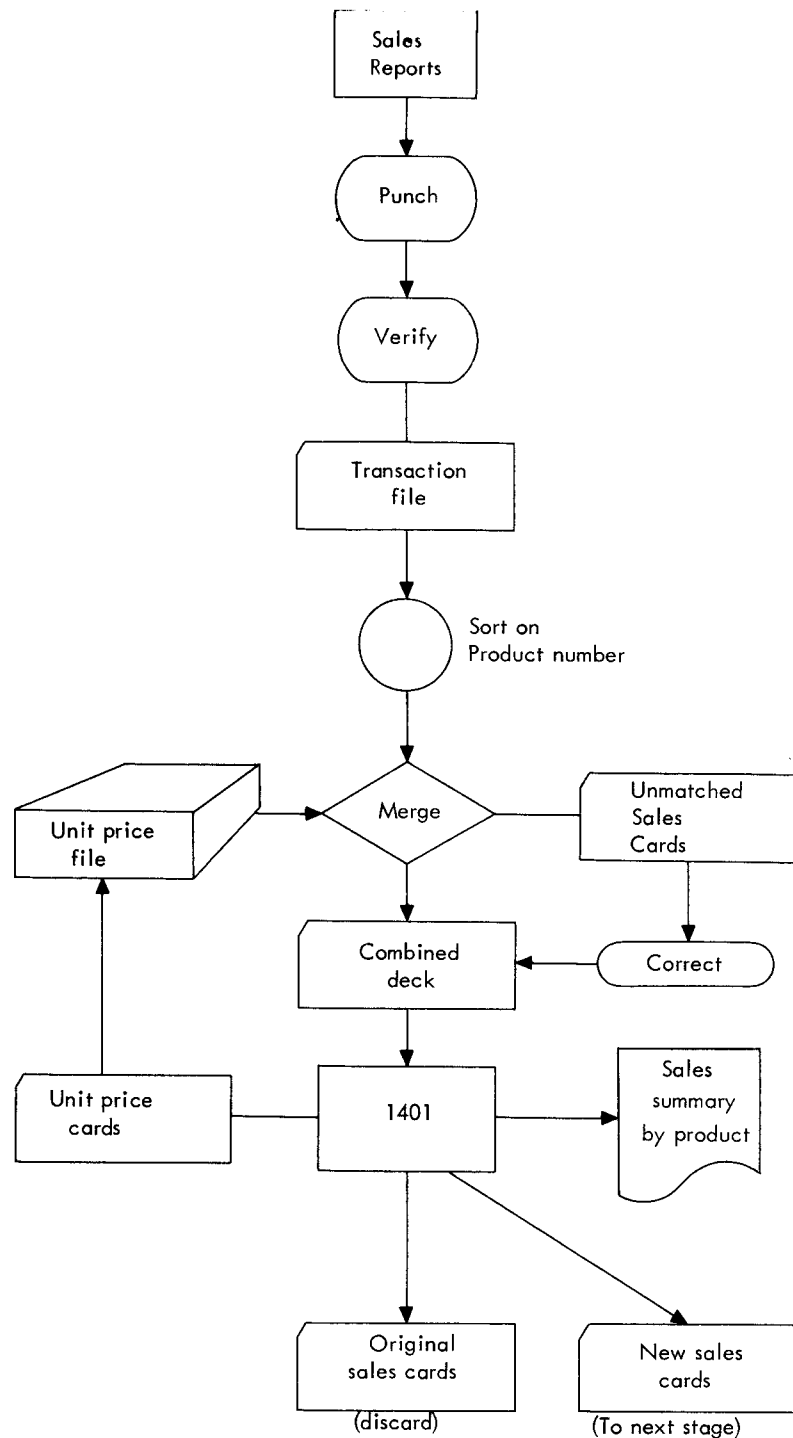 Sales
Reports
Punch
Verify
Transaction
file
Sort on
Product number
Merge
Unmatched
Sales
Cards
Unit price
file
Combined
deck
Correct
Unit price
cards
1401
Sales
summary
by product
Original
sales cards
(discard)
New sales
cards
(To next stage)